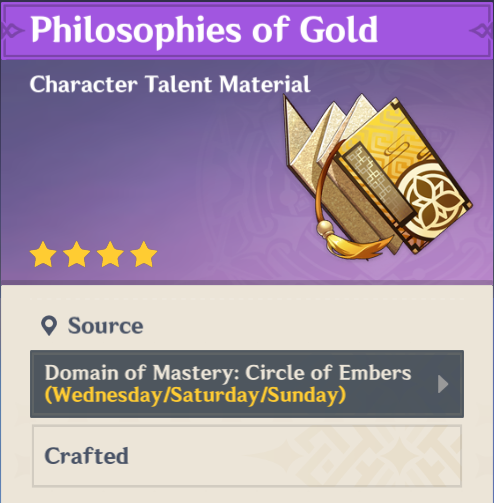 Philosophies of Gold
Character Talent Material
Source
Domain of Mastery: Circle of Embers
(Wednesday/Saturday/Sunday)
Crafted